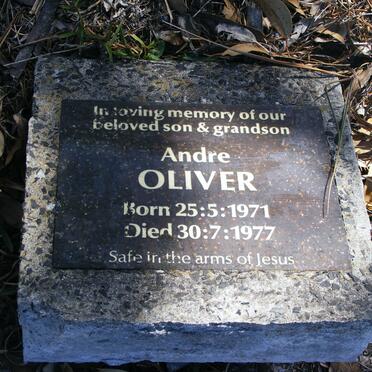 In loving memory of our
beloved son & grandson
Andre
OLIVER
Born 25:5:1971
Died 30:7:1977
Safe in the arms of Jesus